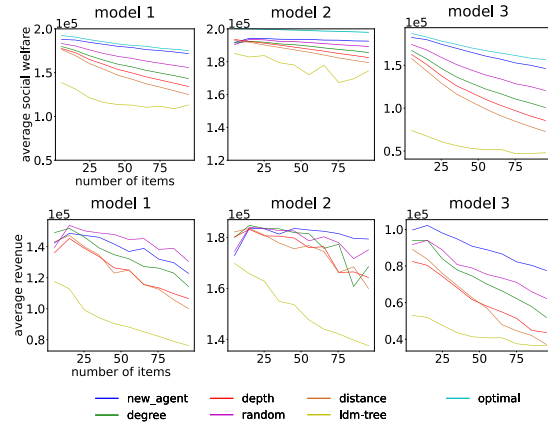 model 1 model 2 model 3
1e5 1e5 1e5
average social welfare
2.0 2.0
1.5 1.8 1.5
1.6
1.0 1.4 1.0
0.5 1.2 0.5
25 50 75 25 50 75 25 50 75
number of items
model 1 model 2 model 3
1e5 1e5 1e5
average revenue
1.4 1.8 1.0
1.2 0.8
1.0 1.6 0.6
0.8 1.4 0.4
0 50 0 25 50 75 0 25 50 75
number of items
new_agent depth distance optimal
degree random ldm-tree